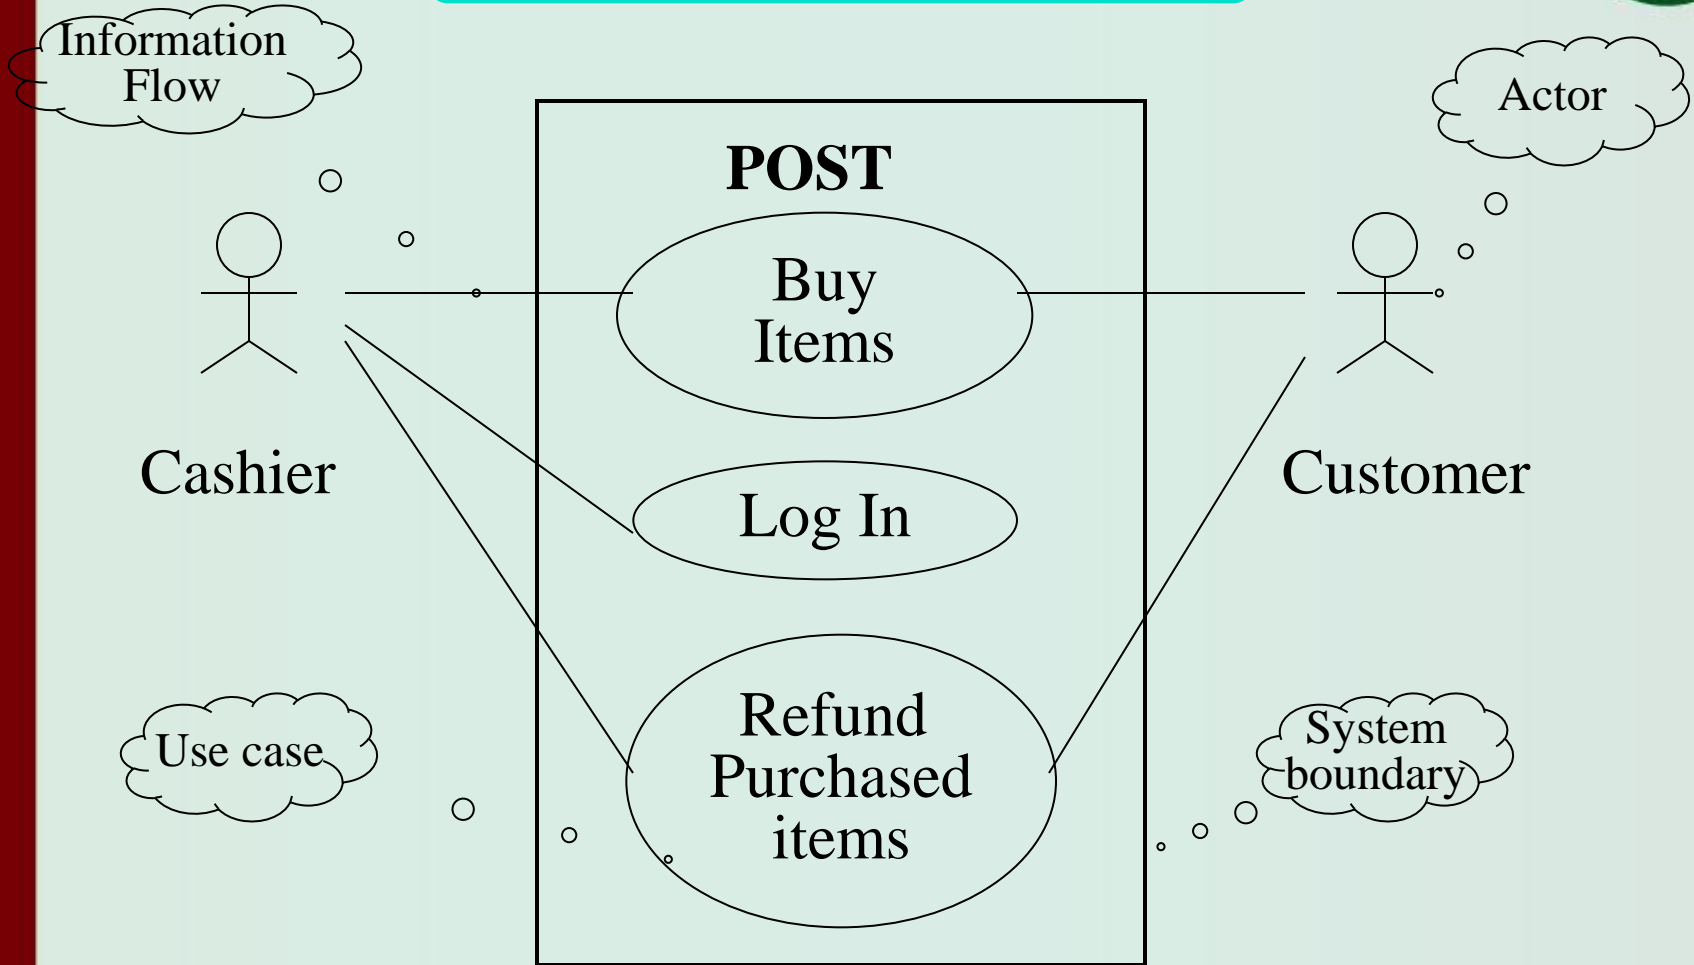 Information
Flow
Actor
POST
Buy
Items
Cashier
Customer
Log In
Use case
Refund
Purchased
items
System
boundary